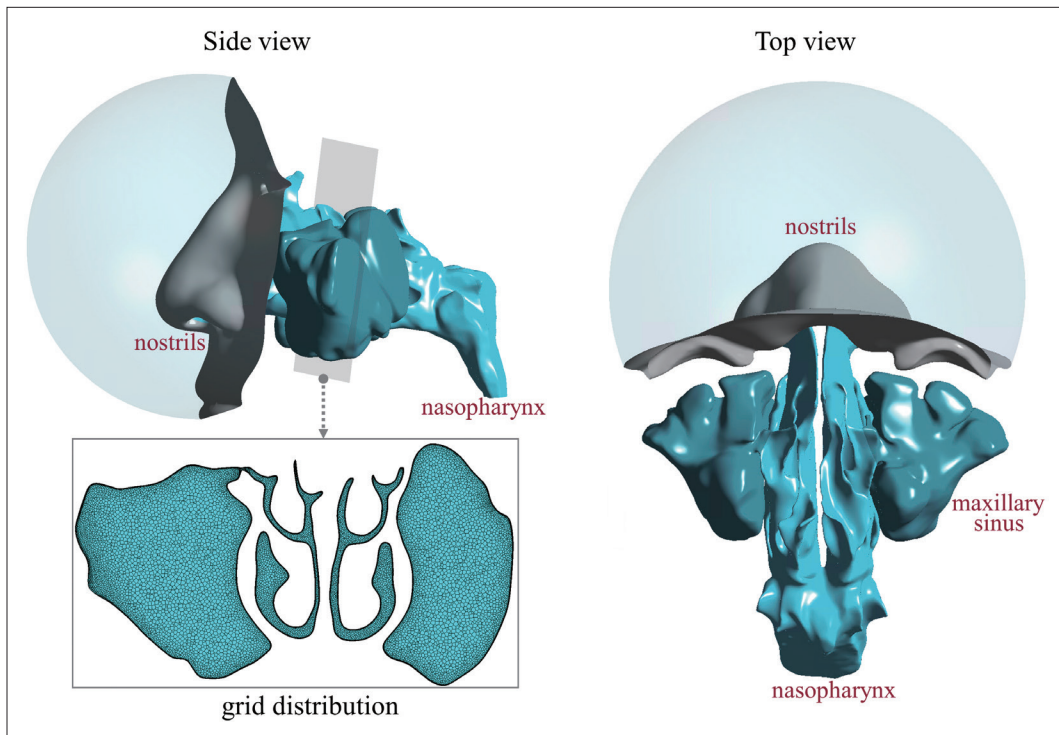 Side view
Top view
nostrils
nostrils
nasopharynx
maxillary
sinus
nasopharynx
grid distribution